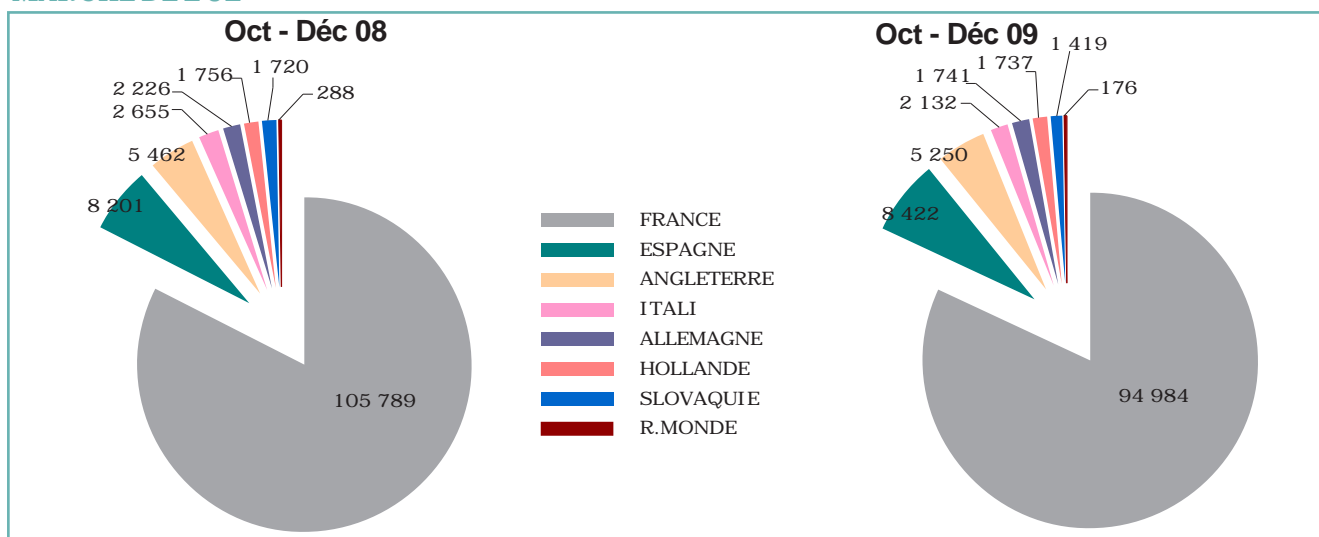 Oct - Déc 08
1 756
1 720
2 226
288
2 655
5 462
8 201
105 789
FRANCE
ESPAGNE
ANGLETERRE
ITALI
ALLEMAGNE
HOLLANDE
SLOVAQUIE
R.MONDE
Oct - Déc 09
1 419
1 737
1 741
176
2 132
5 250
8 422
94 984